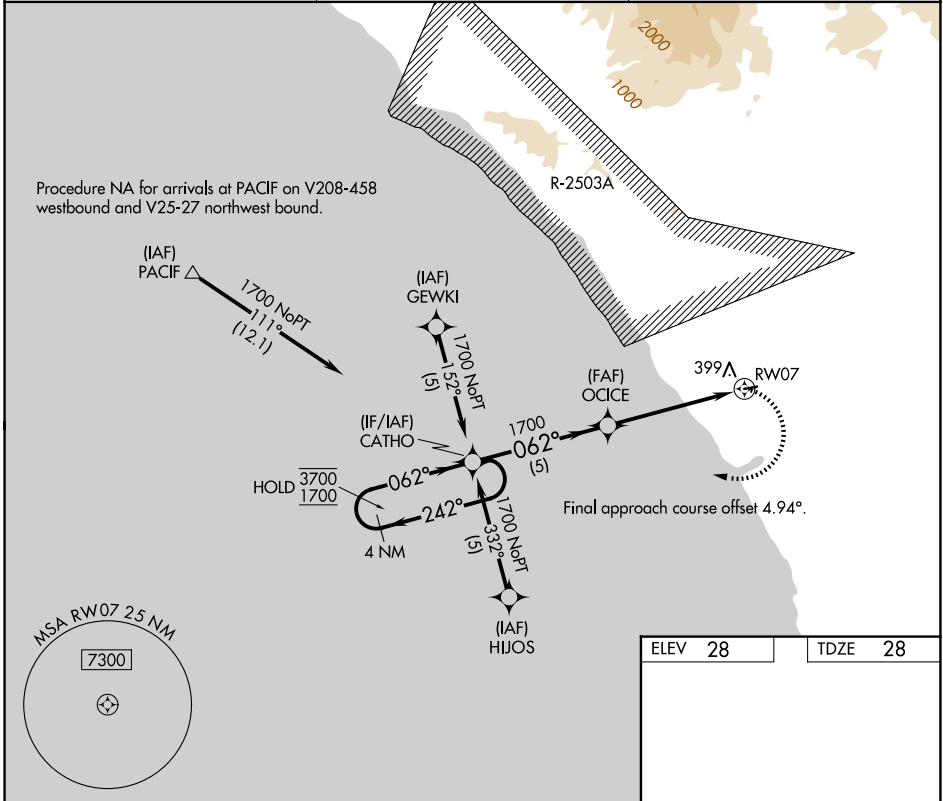 2000
1000
R-2503A
Procedure NA for arrivals at PACIF on V208-458
westbound and V25-27 northwest bound.
(IAF)
PACIF
1700 NoPT
111°
(12.1)
(IAF)
GEWKI
1700 NoPT
152°
(5)
(FAF)
OCICE
399
RW07
(IF/IAF)
CATHO
1700
062°
(5)
HOLD
3700
1700
062°
242°
4 NM
1700 NoPT
332°
(5)
Final approach course offset 4.94°.
(IAF)
HIJOS
MSA RW07 25 NM
7300
ELEV 28
TDZE 28